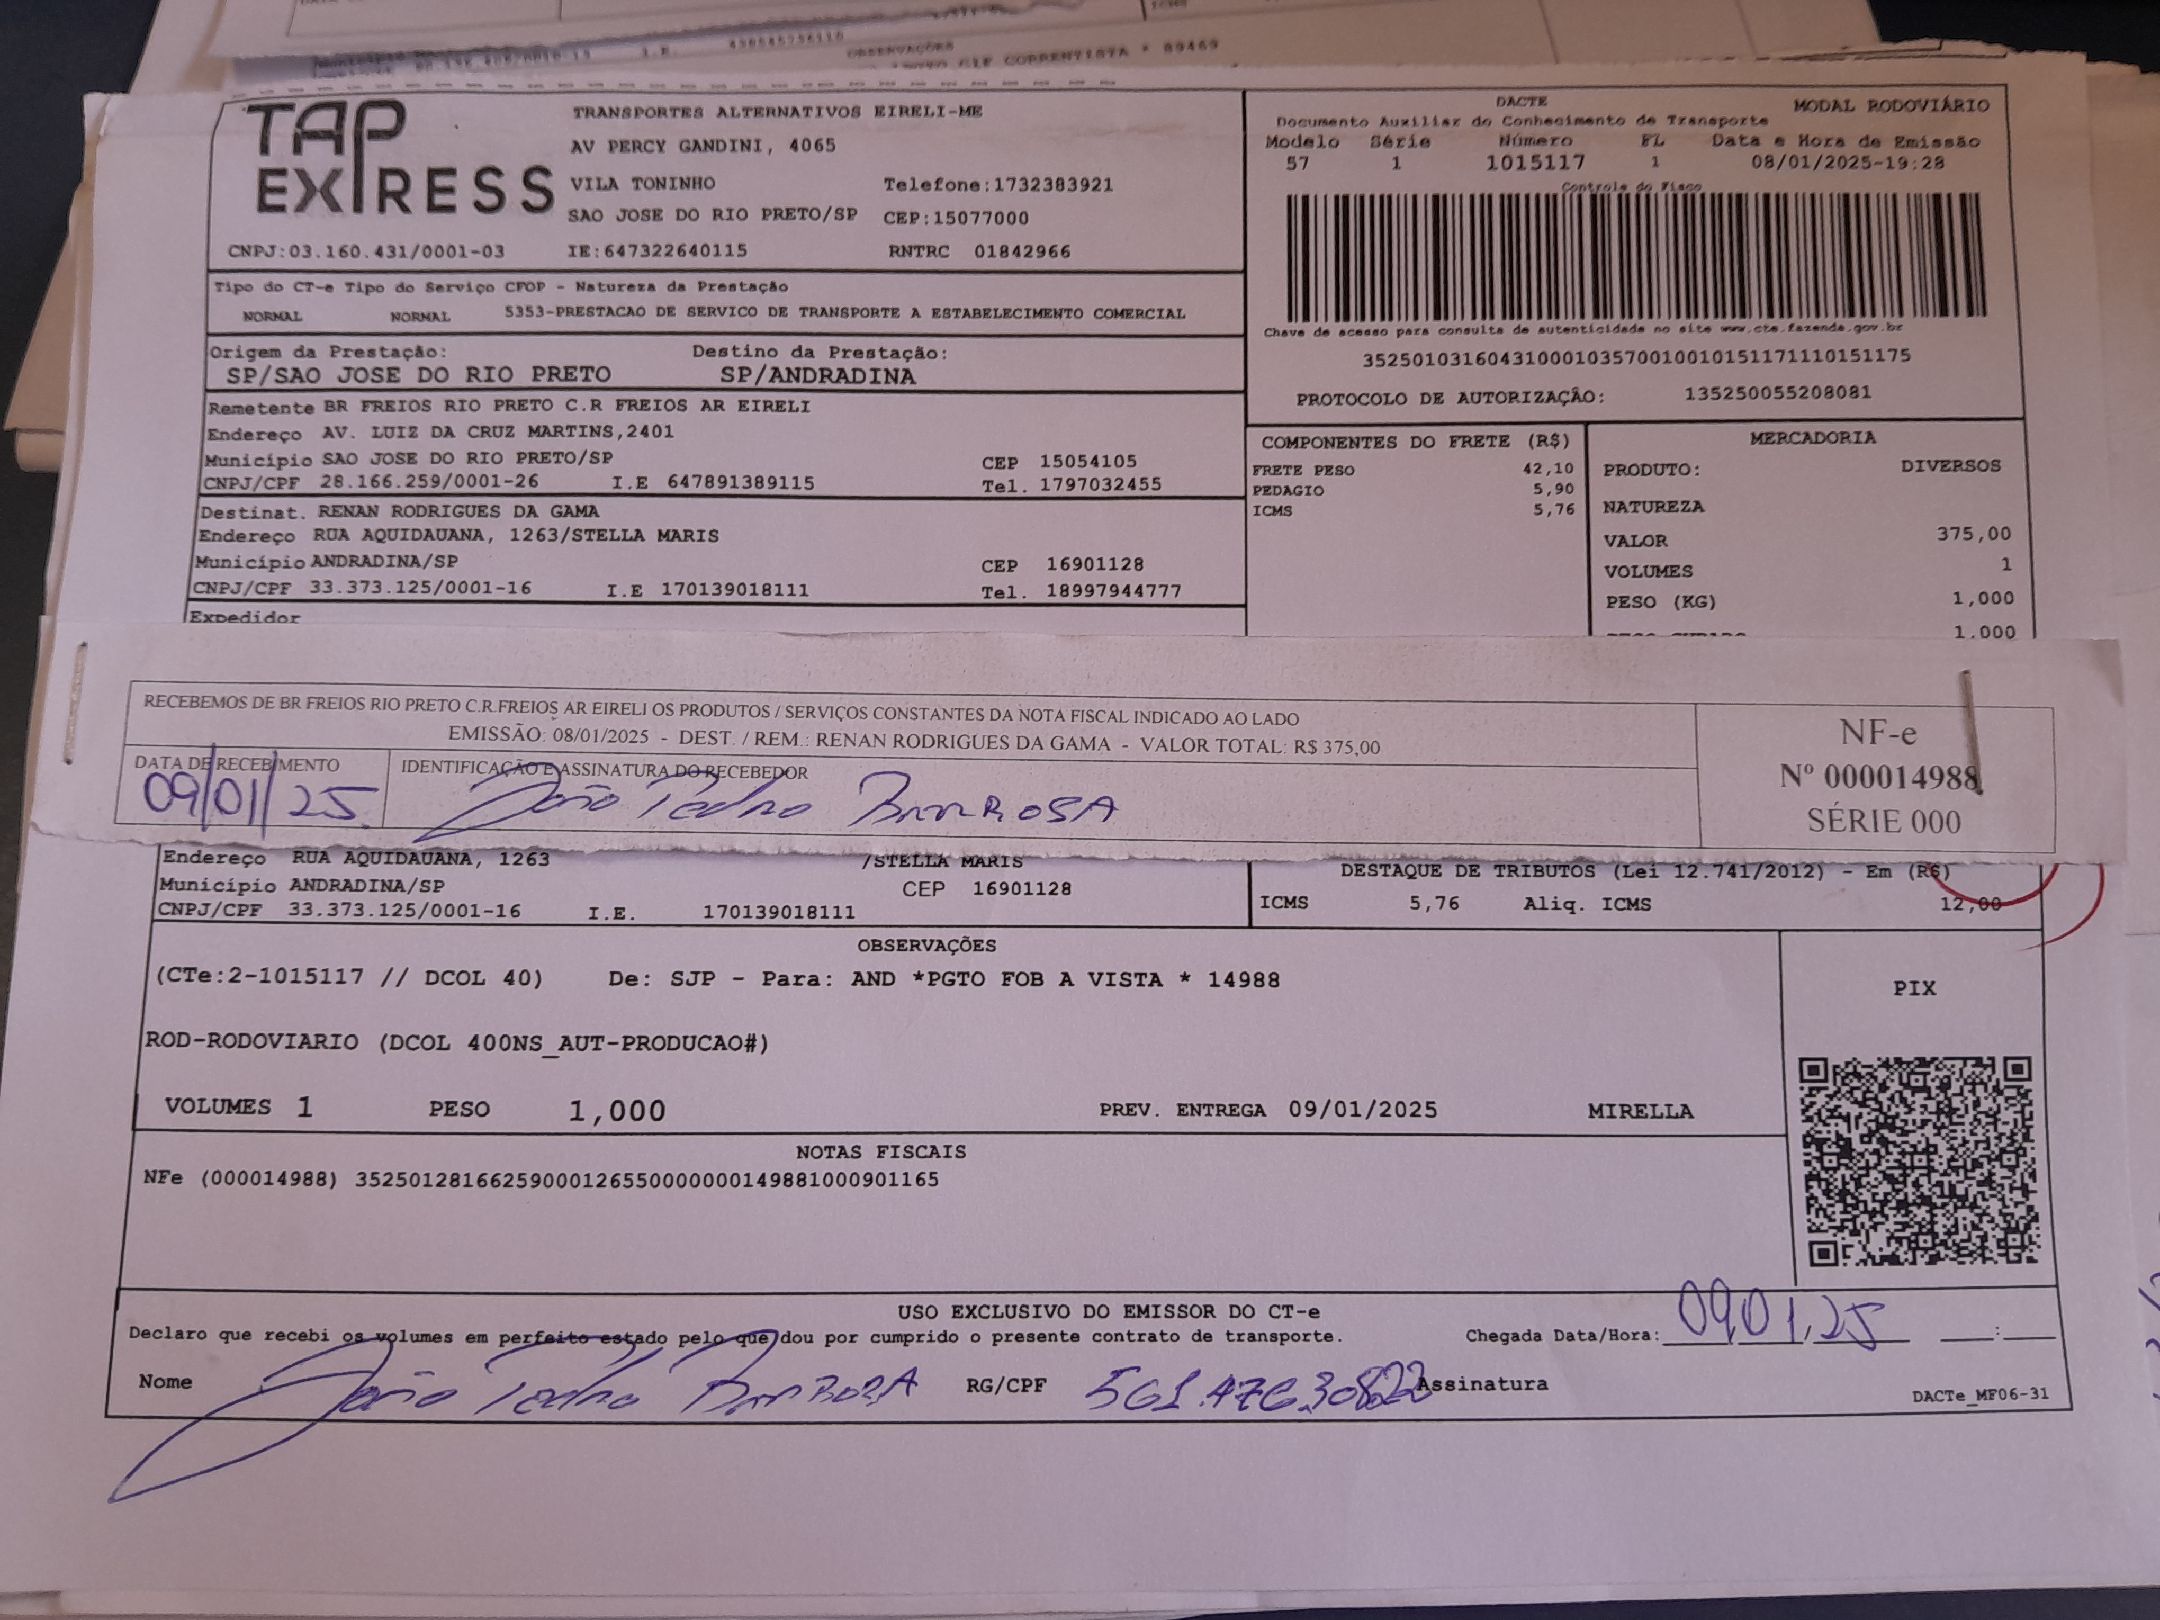 OBSERVAÇÕES
TAP EXPRESS
TRANSPORTES ALTERNATIVOS EIRELI-ME
AV PERCY GANDINI, 4065
VILA TONINHO Telefone:1732383921
SAO JOSE DO RIO PRETO/SP CEP:15077000
CNPJ:03.160.431/0001-03 IE:647322640115 RNTRC 01842966
DACTE MODAL RODOVIÁRIO
Documento Auxiliar do Conhecimento de Transporte
Modelo Série Número FL Data e Hora de Emissão
57 1 1015117 1 08/01/2025-19:28
Controle do Fisco
Chave de acesso para consulta de autenticidade no site www.cte.fazenda.gov.br
35250103160431000103570010010151171110151175
PROTOCOLO DE AUTORIZAÇÃO: 135250055208081
Tipo do CT-e Tipo do Serviço CFOP - Natureza da Prestação
NORMAL NORMAL 5353-PRESTACAO DE SERVICO DE TRANSPORTE A ESTABELECIMENTO COMERCIAL
Origem da Prestação: Destino da Prestação:
SP/SAO JOSE DO RIO PRETO SP/ANDRADINA
Remetente BR FREIOS RIO PRETO C.R FREIOS AR EIRELI
Endereço AV. LUIZ DA CRUZ MARTINS,2401
Município SAO JOSE DO RIO PRETO/SP CEP 15054105
CNPJ/CPF 28.166.259/0001-26 I.E 647891389115 Tel. 1797032455
Destinat. RENAN RODRIGUES DA GAMA
Endereço RUA AQUIDAUANA, 1263/STELLA MARIS
Município ANDRADINA/SP CEP 16901128
CNPJ/CPF 33.373.125/0001-16 I.E 170139018111 Tel. 18997944777
Expedidor
COMPONENTES DO FRETE (R$)
FRETE PESO 42,10
PEDAGIO 5,90
ICMS 5,76
MERCADORIA
PRODUTO: DIVERSOS
NATUREZA
VALOR 375,00
VOLUMES 1
PESO (KG) 1,000
1,000
RECEBEMOS DE BR FREIOS RIO PRETO C.R.FREIOS AR EIRELI OS PRODUTOS / SERVIÇOS CONSTANTES DA NOTA FISCAL INDICADO AO LADO
EMISSÃO: 08/01/2025 - DEST. / REM.: RENAN RODRIGUES DA GAMA - VALOR TOTAL: R$ 375,00
DATA DE RECEBIMENTO IDENTIFICAÇÃO E ASSINATURA DO RECEBEDOR
09/01/25 João Pedro BARBOSA
NF-e
Nº 000014988
SÉRIE 000
Endereço RUA AQUIDAUANA, 1263 /STELLA MARIS
Município ANDRADINA/SP CEP 16901128
CNPJ/CPF 33.373.125/0001-16 I.E. 170139018111
DESTAQUE DE TRIBUTOS (Lei 12.741/2012) - Em (R$)
ICMS 5,76 Aliq. ICMS 12,00
OBSERVAÇÕES
(CTe:2-1015117 // DCOL 40) De: SJP - Para: AND *PGTO FOB A VISTA * 14988
ROD-RODOVIARIO (DCOL 400NS_AUT-PRODUCAO#)
VOLUMES 1 PESO 1,000 PREV. ENTREGA 09/01/2025 MIRELLA
PIX
NOTAS FISCAIS
NFe (000014988) 35250128166259000126550000000149881000901165
USO EXCLUSIVO DO EMISSOR DO CT-e
Declaro que recebi os volumes em perfeito estado pelo que dou por cumprido o presente contrato de transporte. Chegada Data/Hora: 09/01/25 __:__
Nome João Pedro BARBOSA RG/CPF Assinatura
DACTe_MF06-31